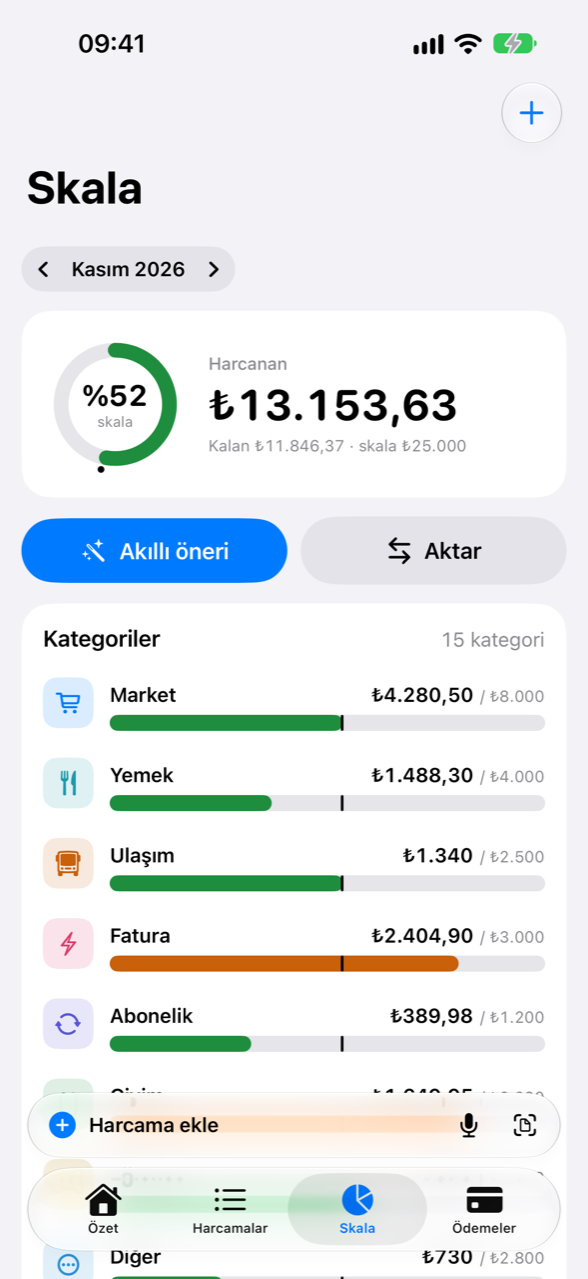 09:41
Skala
Kasım 2026
%52
skala
Harcanan
₺13.153,63
Kalan ₺11.846,37 · skala ₺25.000
Akıllı öneri
Aktar
Kategoriler
15 kategori
Market
₺4.280,50 / ₺8.000
Yemek
₺1.488,30 / ₺4.000
Ulaşım
₺1.340 / ₺2.500
Fatura
₺2.404,90 / ₺3.000
Abonelik
₺389,98 / ₺1.200
Harcama ekle
Özet
Harcamalar
Skala
Ödemeler
Diğer
₺730 / ₺2.800